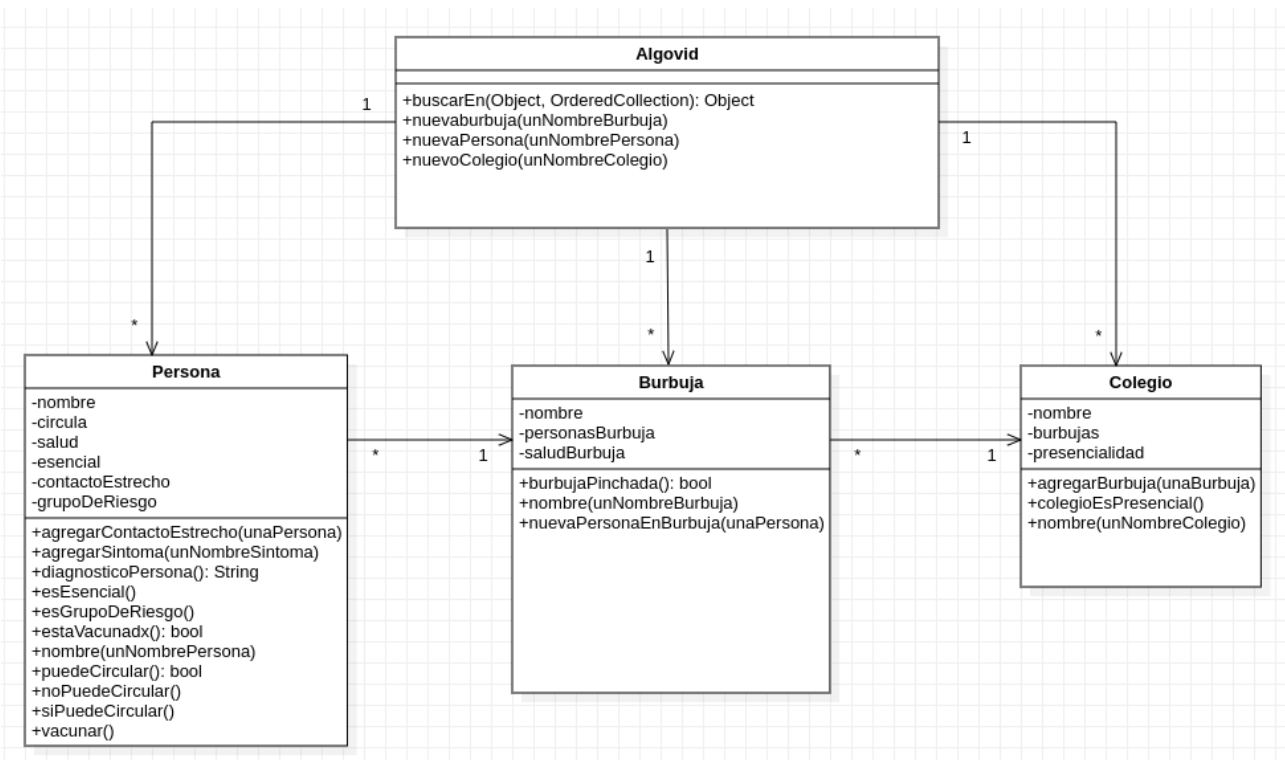 Algovid
+buscarEn(Object, OrderedCollection): Object
+nuevaburbuja(unNombreBurbuja)
+nuevaPersona(unNombrePersona)
+nuevoColegio(unNombreColegio)
1
1
1
*
*
*
Persona
-nombre
-circula
-salud
-esencial
-contactoEstrecho
-grupoDeRiesgo
+agregarContactoEstrecho(unaPersona)
+agregarSintoma(unNombreSintoma)
+diagnosticoPersona(): String
+esEsencial()
+esGrupoDeRiesgo()
+estaVacunadx(): bool
+nombre(unNombrePersona)
+puedeCircular(): bool
+noPuedeCircular()
+siPuedeCircular()
+vacunar()
*
1
Burbuja
-nombre
-personasBurbuja
-saludBurbuja
+burbujaPinchada(): bool
+nombre(unNombreBurbuja)
+nuevaPersonaEnBurbuja(unaPersona)
*
1
Colegio
-nombre
-burbujas
-presencialidad
+agregarBurbuja(unaBurbuja)
+colegioEsPresencial()
+nombre(unNombreColegio)